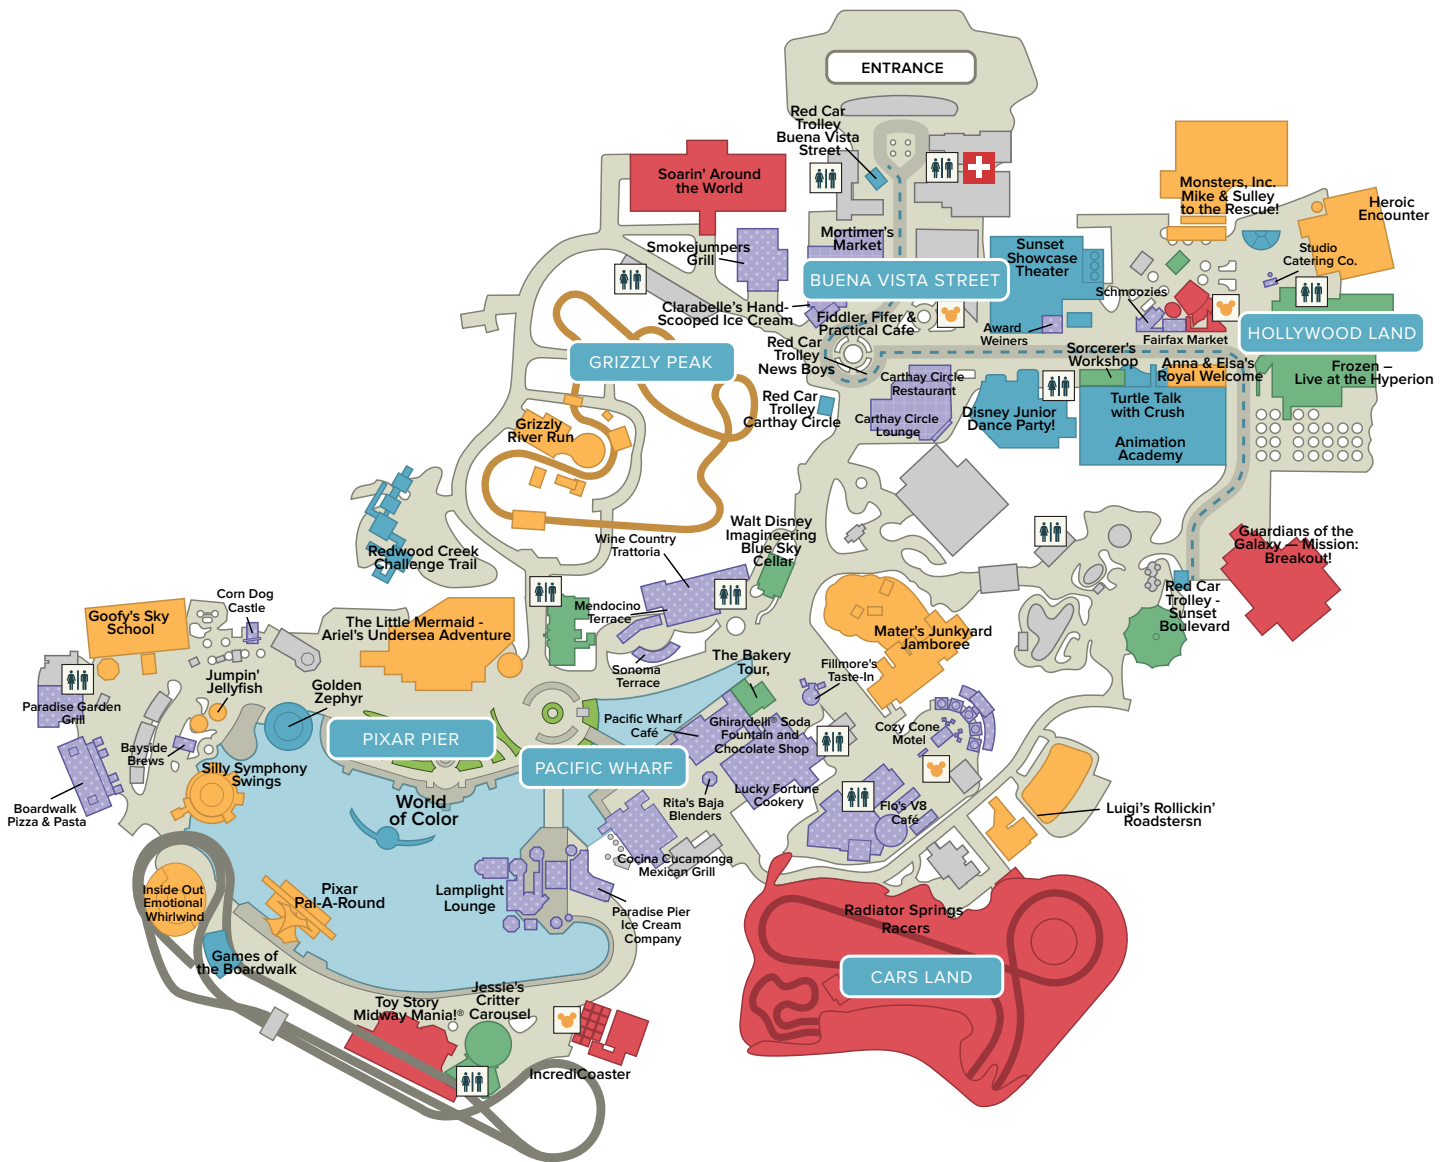 ENTRANCE
Red Car
Trolley
Buena Vista
Street
Soarin' Around
the World
Monsters, Inc.
Mike & Sulley
to the Rescue!
Heroic
Encounter
Mortimer's
Market
Smokejumpers
Grill
Sunset
Showcase
Theater
Studio
Catering Co.
BUENA VISTA STREET
Schmoozies
Clarabelle's Hand-
Scooped Ice Cream
Fiddler, Fifer &
Practical Cafe
Award
Weiners
Fairfax Market
HOLLYWOOD LAND
GRIZZLY PEAK
Red Car
Trolley
News Boys
Sorcerer's
Workshop
Anna & Elsa's
Royal Welcome
Frozen –
Live at the Hyperion
Carthay Circle
Restaurant
Red Car
Trolley
Carthay Circle
Carthay Circle
Lounge
Disney Junior
Dance Party!
Turtle Talk
with Crush
Animation
Academy
Grizzly
River Run
Redwood Creek
Challenge Trail
Wine Country
Trattoria
Walt Disney
Imagineering
Blue Sky
Cellar
Guardians of the
Galaxy – Mission:
Breakout!
Red Car
Trolley -
Sunset
Boulevard
Mendocino
Terrace
Corn Dog
Castle
Goofy's Sky
School
The Little Mermaid -
Ariel's Undersea Adventure
Mater's Junkyard
Jamboree
Sonoma
Terrace
The Bakery
Tour,
Fillmore's
Taste-In
Jumpin'
Jellyfish
Golden
Zephyr
Paradise Garden
Grill
Pacific Wharf
Café
Ghirardelli® Soda
Fountain and
Chocolate Shop
Cozy Cone
Motel
PIXAR PIER
Bayside
Brews
PACIFIC WHARF
Silly Symphony
Swings
Lucky Fortune
Cookery
Rita's Baja
Blenders
Flo's V8
Café
Luigi's Rollickin'
Roadstersn
Boardwalk
Pizza & Pasta
World
of Color
Cocina Cucamonga
Mexican Grill
Inside Out
Emotional
Whirlwind
Pixar
Pal-A-Round
Lamplight
Lounge
Paradise Pier
Ice Cream
Company
Radiator Springs
Racers
Games of
the Boardwalk
CARS LAND
Toy Story
Midway Mania!®
Jessie's
Critter
Carousel
IncrediCoaster